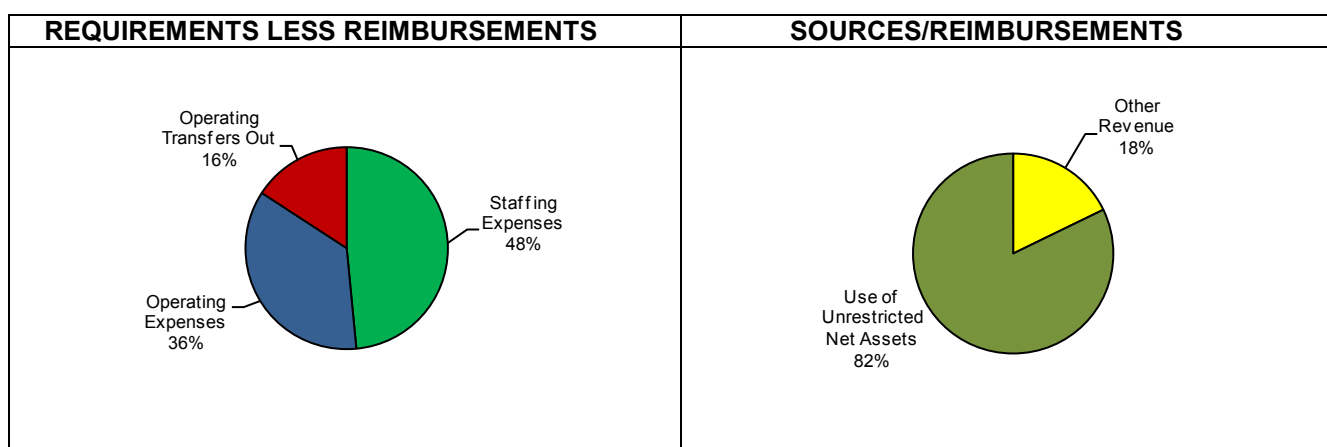 REQUIREMENTS LESS REIMBURSEMENTS
SOURCES/REIMBURSEMENTS
Operating
Transfers Out
16%
Staffing
Expenses
48%
Operating
Expenses
36%
Other
Revenue
18%
Use of
Unrestricted
Net Assets
82%